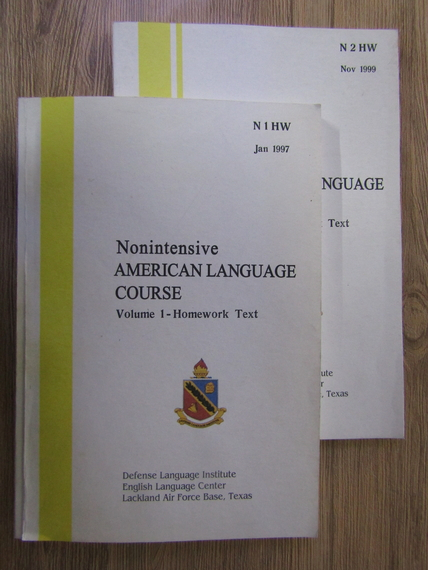 N 2 HW
Nov 1999
NGUAGE
Text
ute
r
, Texas
N 1 HW
Jan 1997
Nonintensive
AMERICAN LANGUAGE
COURSE
Volume 1 - Homework Text
Defense Language Institute
English Language Center
Lackland Air Force Base, Texas